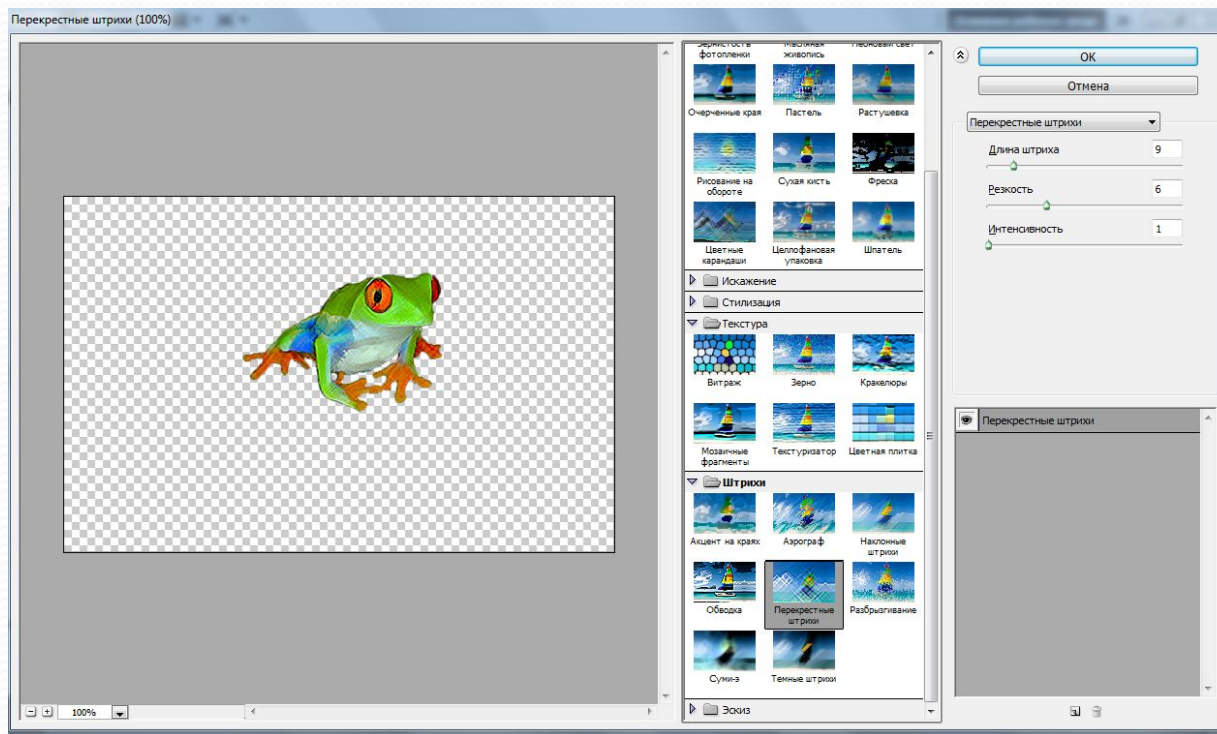 Перекрестные штрихи (100%)
Зернистость фотопленки
Масляная живопись
Неоновый свет
Очерченные края
Пастель
Растушевка
Рисование на обороте
Сухая кисть
Фреска
Цветные карандаши
Целлофановая упаковка
Шпатель
Искажение
Стилизация
Текстура
Витраж
Зерно
Кракелюры
Мозаичные фрагменты
Текстуризатор
Цветная плитка
Штрихи
Акцент на краях
Аэрограф
Наклонные штрихи
Обводка
Перекрестные штрихи
Разбрызгивание
Суми-э
Темные штрихи
Эскиз
100%
ОК
Отмена
Перекрестные штрихи
Длина штриха 9
Резкость 6
Интенсивность 1
Перекрестные штрихи